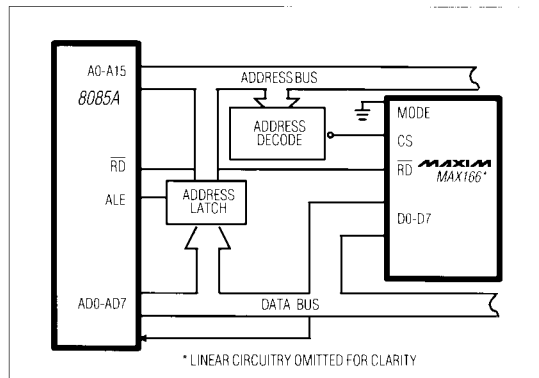 A0-A15
8085A
RD
ALE
AD0-AD7
ADDRESS BUS
ADDRESS
DECODE
ADDRESS
LATCH
DATA BUS
MODE
CS
RD
MAXIM
MAX166*
D0-D7
* LINEAR CIRCUITRY OMITTED FOR CLARITY